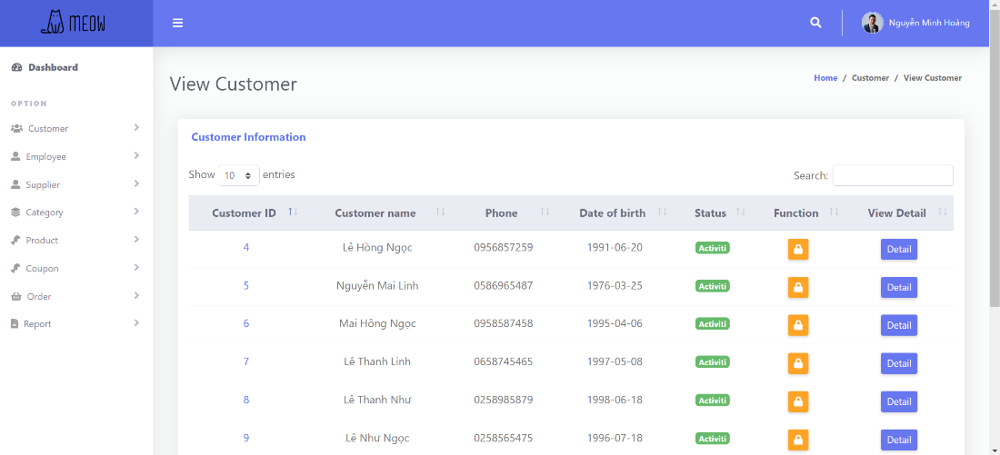 MEOW
Nguyễn Minh Hoảng
Dashboard
OPTION
Customer
Employee
Supplier
Category
Product
Coupon
Order
Report
View Customer
Home / Customer / View Customer
Customer Information
Show 10 entries
Search:
Customer ID Customer name Phone Date of birth Status Function View Detail
4 Lê Hồng Ngọc 0956857259 1991-06-20 Activiti Detail
5 Nguyễn Mai Linh 0586965487 1976-03-25 Activiti Detail
6 Mai Hồng Ngọc 0958587458 1995-04-06 Activiti Detail
7 Lê Thanh Linh 0658745465 1997-05-08 Activiti Detail
8 Lê Thanh Như 0258985879 1998-06-18 Activiti Detail
9 Lê Như Ngọc 0258565475 1996-07-18 Activiti Detail